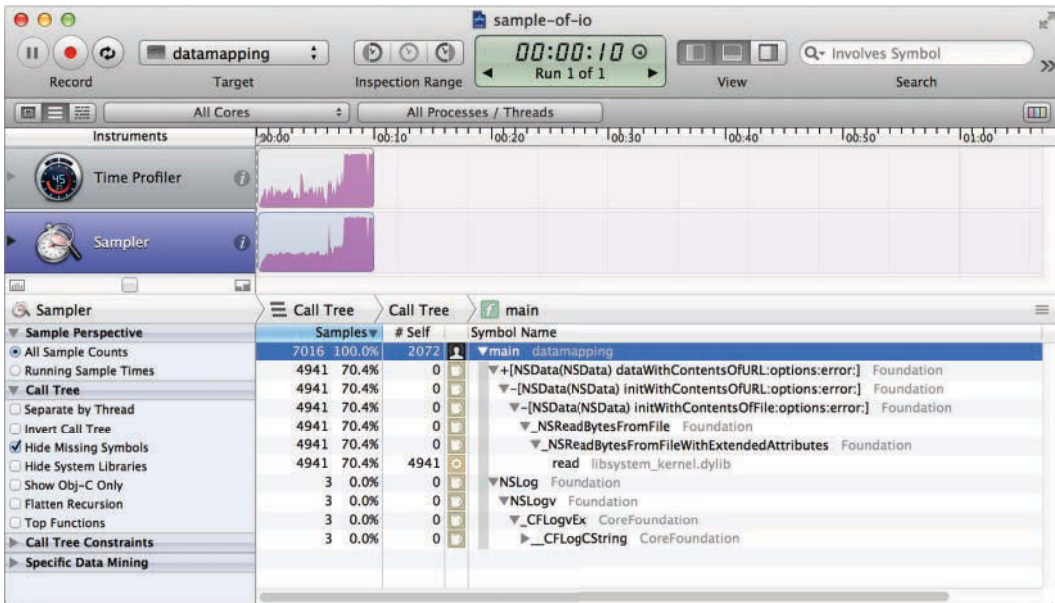 sample-of-io
datamapping
00:00:10
Run 1 of 1
Involves Symbol
Record
Target
Inspection Range
View
Search
All Cores
All Processes / Threads
Instruments
00:00 00:10 00:20 00:30 00:40 00:50 01:00
45
Time Profiler
Sampler
Sampler
Call Tree
Call Tree
f main
Sample Perspective
All Sample Counts
Running Sample Times
Call Tree
Separate by Thread
Invert Call Tree
Hide Missing Symbols
Hide System Libraries
Show Obj-C Only
Flatten Recursion
Top Functions
Call Tree Constraints
Specific Data Mining
Samples # Self Symbol Name
7016 100.0% 2072 main datamapping
4941 70.4% 0 +[NSData(NSData) dataWithContentsOfURL:options:error:] Foundation
4941 70.4% 0 -[NSData(NSData) initWithContentsOfURL:options:error:] Foundation
4941 70.4% 0 -[NSData(NSData) initWithContentsOfFile:options:error:] Foundation
4941 70.4% 0 _NSReadBytesFromFile Foundation
4941 70.4% 0 _NSReadBytesFromFileWithExtendedAttributes Foundation
4941 70.4% 4941 read libsystem_kernel.dylib
3 0.0% 0 NSLog Foundation
3 0.0% 0 NSLogv Foundation
3 0.0% 0 _CFLogvEx CoreFoundation
3 0.0% 0 __CFLogCString CoreFoundation